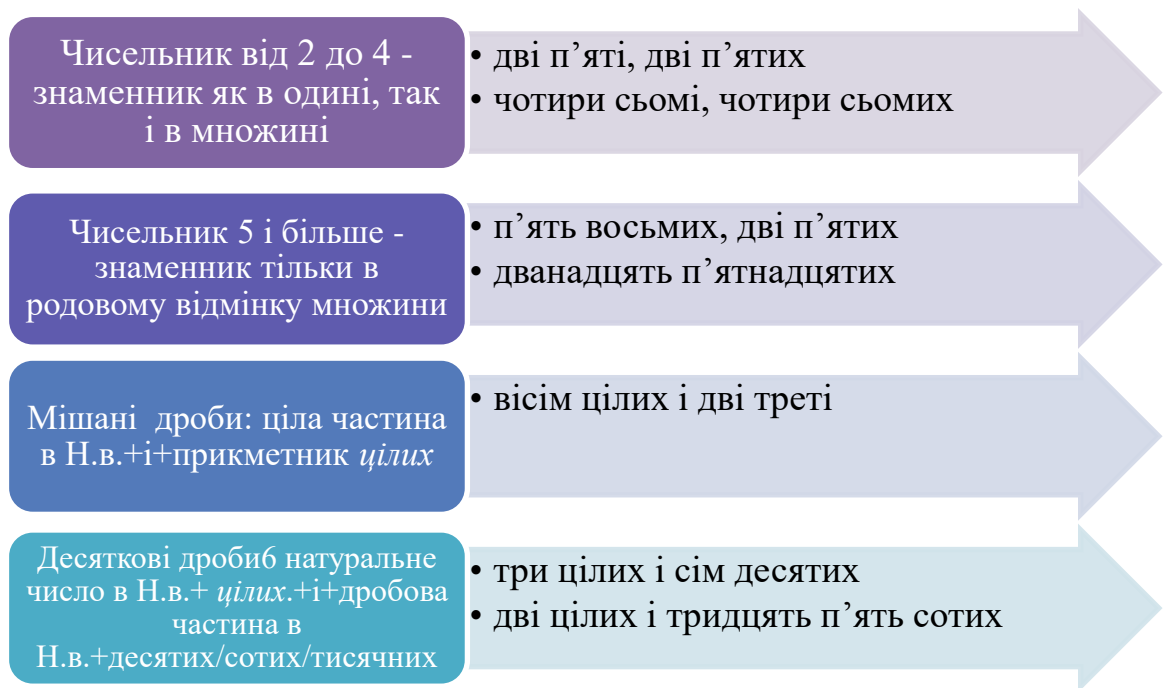 Чисельник від 2 до 4 -
знаменник як в одині, так
і в множині
• дві п’яті, дві п’ятих
• чотири сьомі, чотири сьомих
Чисельник 5 і більше -
знаменник тільки в
родовому відмінку множини
• п’ять восьмих, дві п’ятих
• дванадцять п’ятнадцятих
Мішані дроби: ціла частина
в Н.в.+і+прикметник цілих
• вісім цілих і дві треті
Десяткові дроби6 натуральне
число в Н.в.+ цілих.+і+дробова
частина в
Н.в.+десятих/сотих/тисячних
• три цілих і сім десятих
• дві цілих і тридцять п’ять сотих